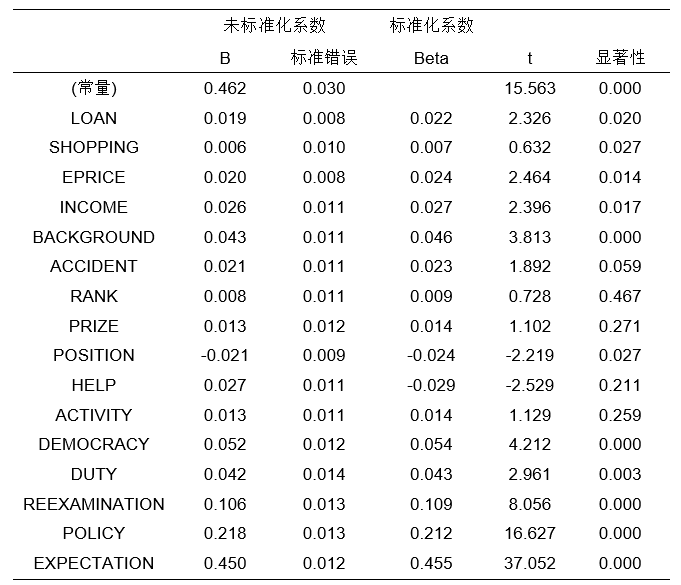 未标准化系数 标准化系数
B 标准错误 Beta t 显著性
(常量) 0.462 0.030 15.563 0.000
LOAN 0.019 0.008 0.022 2.326 0.020
SHOPPING 0.006 0.010 0.007 0.632 0.027
EPRICE 0.020 0.008 0.024 2.464 0.014
INCOME 0.026 0.011 0.027 2.396 0.017
BACKGROUND 0.043 0.011 0.046 3.813 0.000
ACCIDENT 0.021 0.011 0.023 1.892 0.059
RANK 0.008 0.011 0.009 0.728 0.467
PRIZE 0.013 0.012 0.014 1.102 0.271
POSITION -0.021 0.009 -0.024 -2.219 0.027
HELP 0.027 0.011 -0.029 -2.529 0.211
ACTIVITY 0.013 0.011 0.014 1.129 0.259
DEMOCRACY 0.052 0.012 0.054 4.212 0.000
DUTY 0.042 0.014 0.043 2.961 0.003
REEXAMINATION 0.106 0.013 0.109 8.056 0.000
POLICY 0.218 0.013 0.212 16.627 0.000
EXPECTATION 0.450 0.012 0.455 37.052 0.000